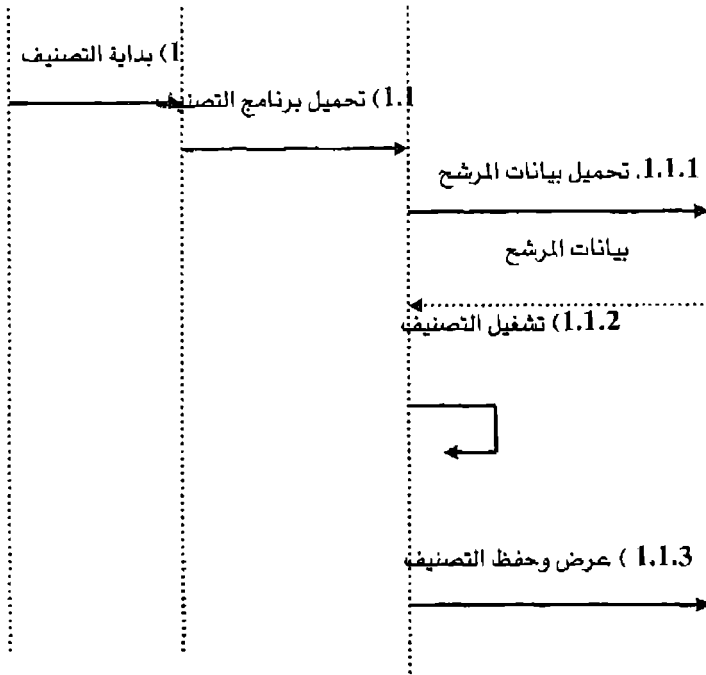 1) بداية التصنيف
1.1) تحميل برنامج التصنيف
1.1.1. تحميل بيانات المرشح
بيانات المرشح
1.1.2) تشغيل التصنيف
1.1.3 ) عرض وحفظ التصنيف